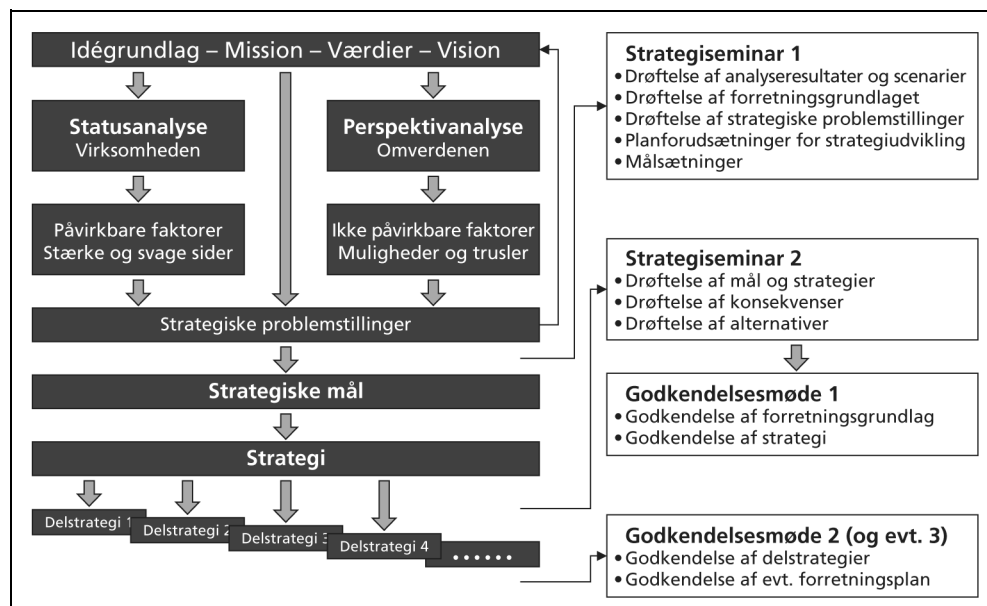 Idégrundlag – Mission – Værdier – Vision
Statusanalyse
Virksomheden
Perspektivanalyse
Omverdenen
Påvirkbare faktorer
Stærke og svage sider
Ikke påvirkbare faktorer
Muligheder og trusler
Strategiske problemstillinger
Strategiske mål
Strategi
Delstrategi 1
Delstrategi 2
Delstrategi 3
Delstrategi 4
......
Strategiseminar 1
• Drøftelse af analyseresultater og scenarier
• Drøftelse af forretningsgrundlaget
• Drøftelse af strategiske problemstillinger
• Planforudsætninger for strategiudvikling
• Målsætninger
Strategiseminar 2
• Drøftelse af mål og strategier
• Drøftelse af konsekvenser
• Drøftelse af alternativer
Godkendelsesmøde 1
• Godkendelse af forretningsgrundlag
• Godkendelse af strategi
Godkendelsesmøde 2 (og evt. 3)
• Godkendelse af delstrategier
• Godkendelse af evt. forretningsplan